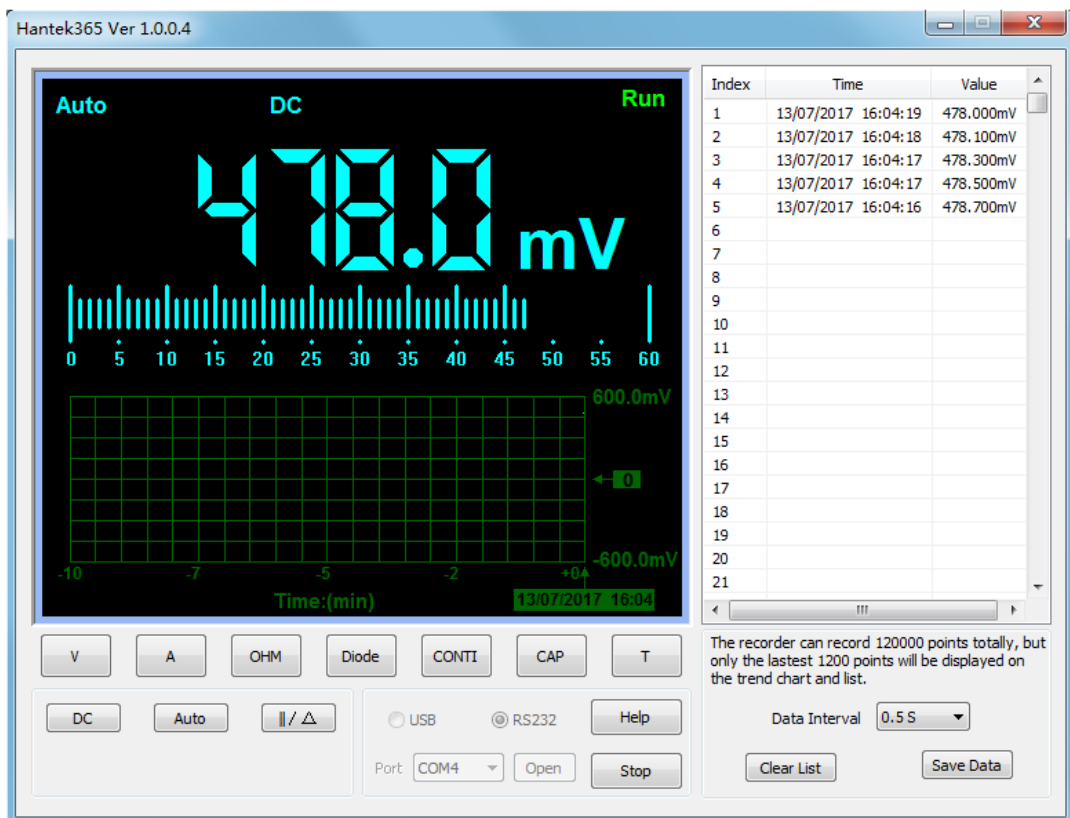 Hantek365 Ver 1.0.0.4
Auto DC Run
478.0 mV
0 5 10 15 20 25 30 35 40 45 50 55 60
600.0mV
0
-600.0mV
-10 -7 -5 -2 +0
Time:(min) 13/07/2017 16:04
Index Time Value
1 13/07/2017 16:04:19 478.000mV
2 13/07/2017 16:04:18 478.100mV
3 13/07/2017 16:04:17 478.300mV
4 13/07/2017 16:04:17 478.500mV
5 13/07/2017 16:04:16 478.700mV
6
7
8
9
10
11
12
13
14
15
16
17
18
19
20
21
V A OHM Diode CONTI CAP T
DC Auto ||/△
USB RS232 Help
Port COM4 Open Stop
The recorder can record 120000 points totally, but
only the lastest 1200 points will be displayed on
the trend chart and list.
Data Interval 0.5 S
Clear List Save Data